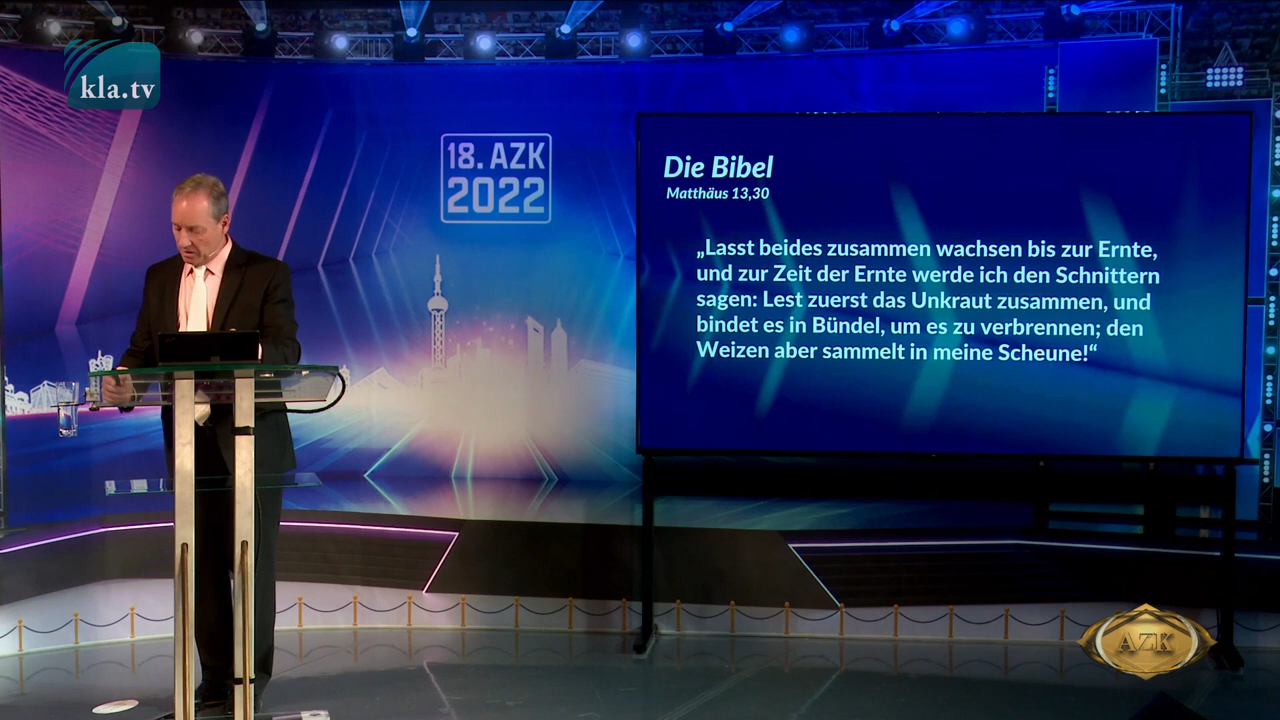 kla.tv
18. AZK
2022
Die Bibel
Matthäus 13,30
„Lasst beides zusammen wachsen bis zur Ernte,
und zur Zeit der Ernte werde ich den Schnittern
sagen: Lest zuerst das Unkraut zusammen, und
bindet es in Bündel, um es zu verbrennen; den
Weizen aber sammelt in meine Scheune!“
AZK